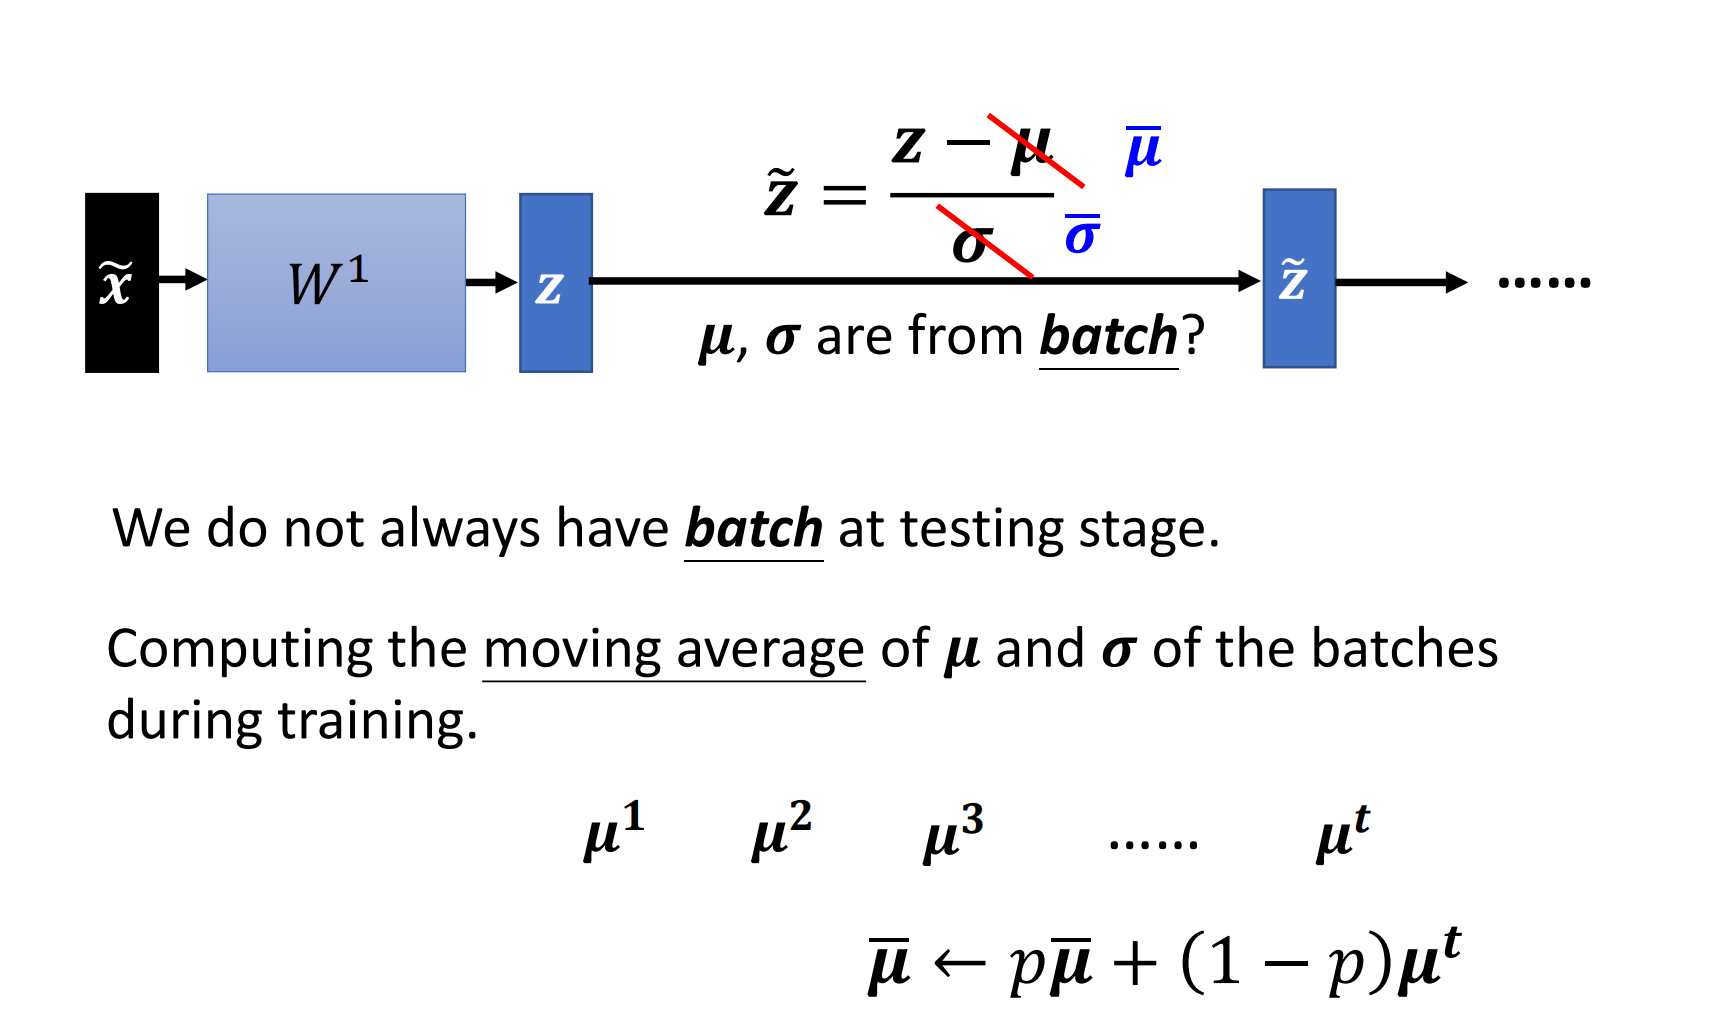 z̃ = (z − μ) / σ   μ̄   σ̄
x̃   W¹   z   z̃   ⋯⋯
μ, σ are from batch?
We do not always have batch at testing stage.
Computing the moving average of μ and σ of the batches
during training.
μ¹   μ²   μ³   ⋯⋯   μᵗ
μ̄ ← pμ̄ + (1 − p)μᵗ